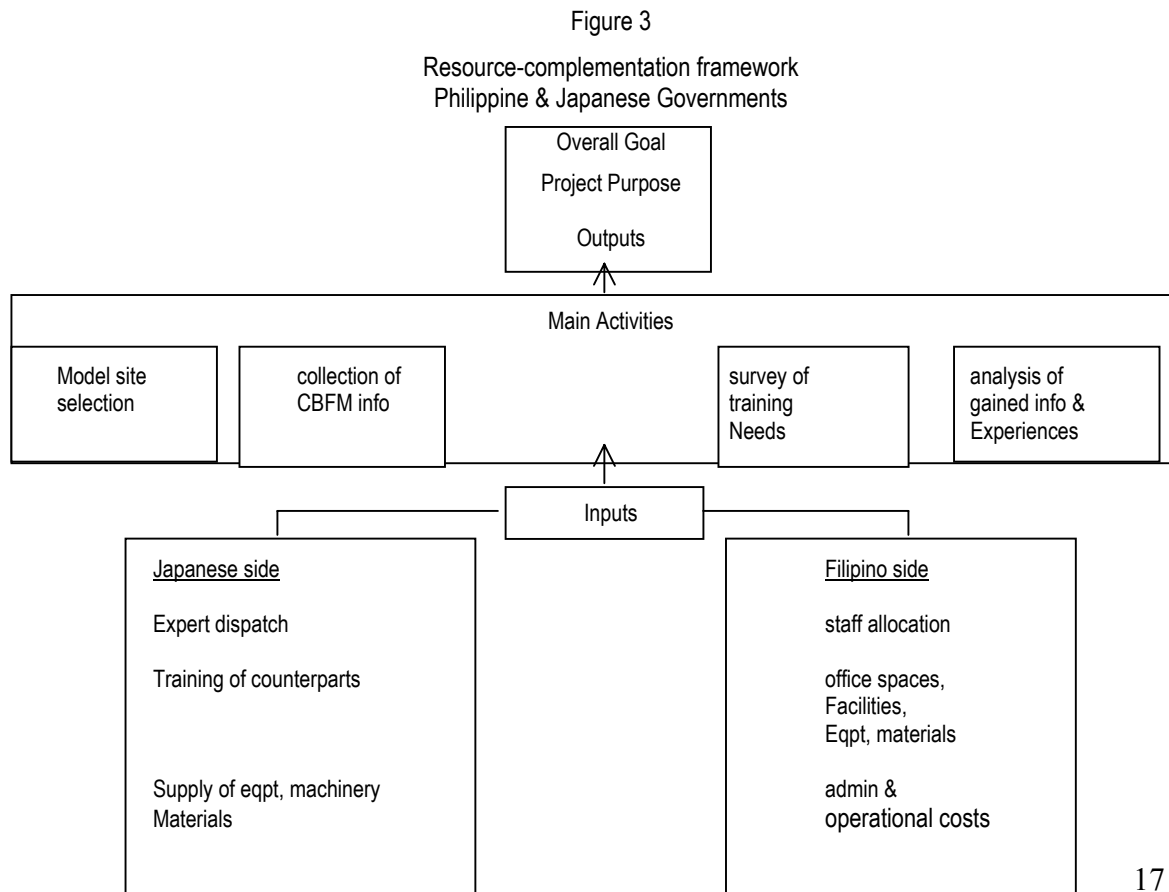 Figure 3
Resource-complementation framework
Philippine & Japanese Governments
Overall Goal
Project Purpose
Outputs
Main Activities
Model site
selection
collection of
CBFM info
survey of
training
Needs
analysis of
gained info &
Experiences
Inputs
Japanese side
Expert dispatch
Training of counterparts
Supply of eqpt, machinery
Materials
Filipino side
staff allocation
office spaces,
Facilities,
Eqpt, materials
admin &
operational costs
17